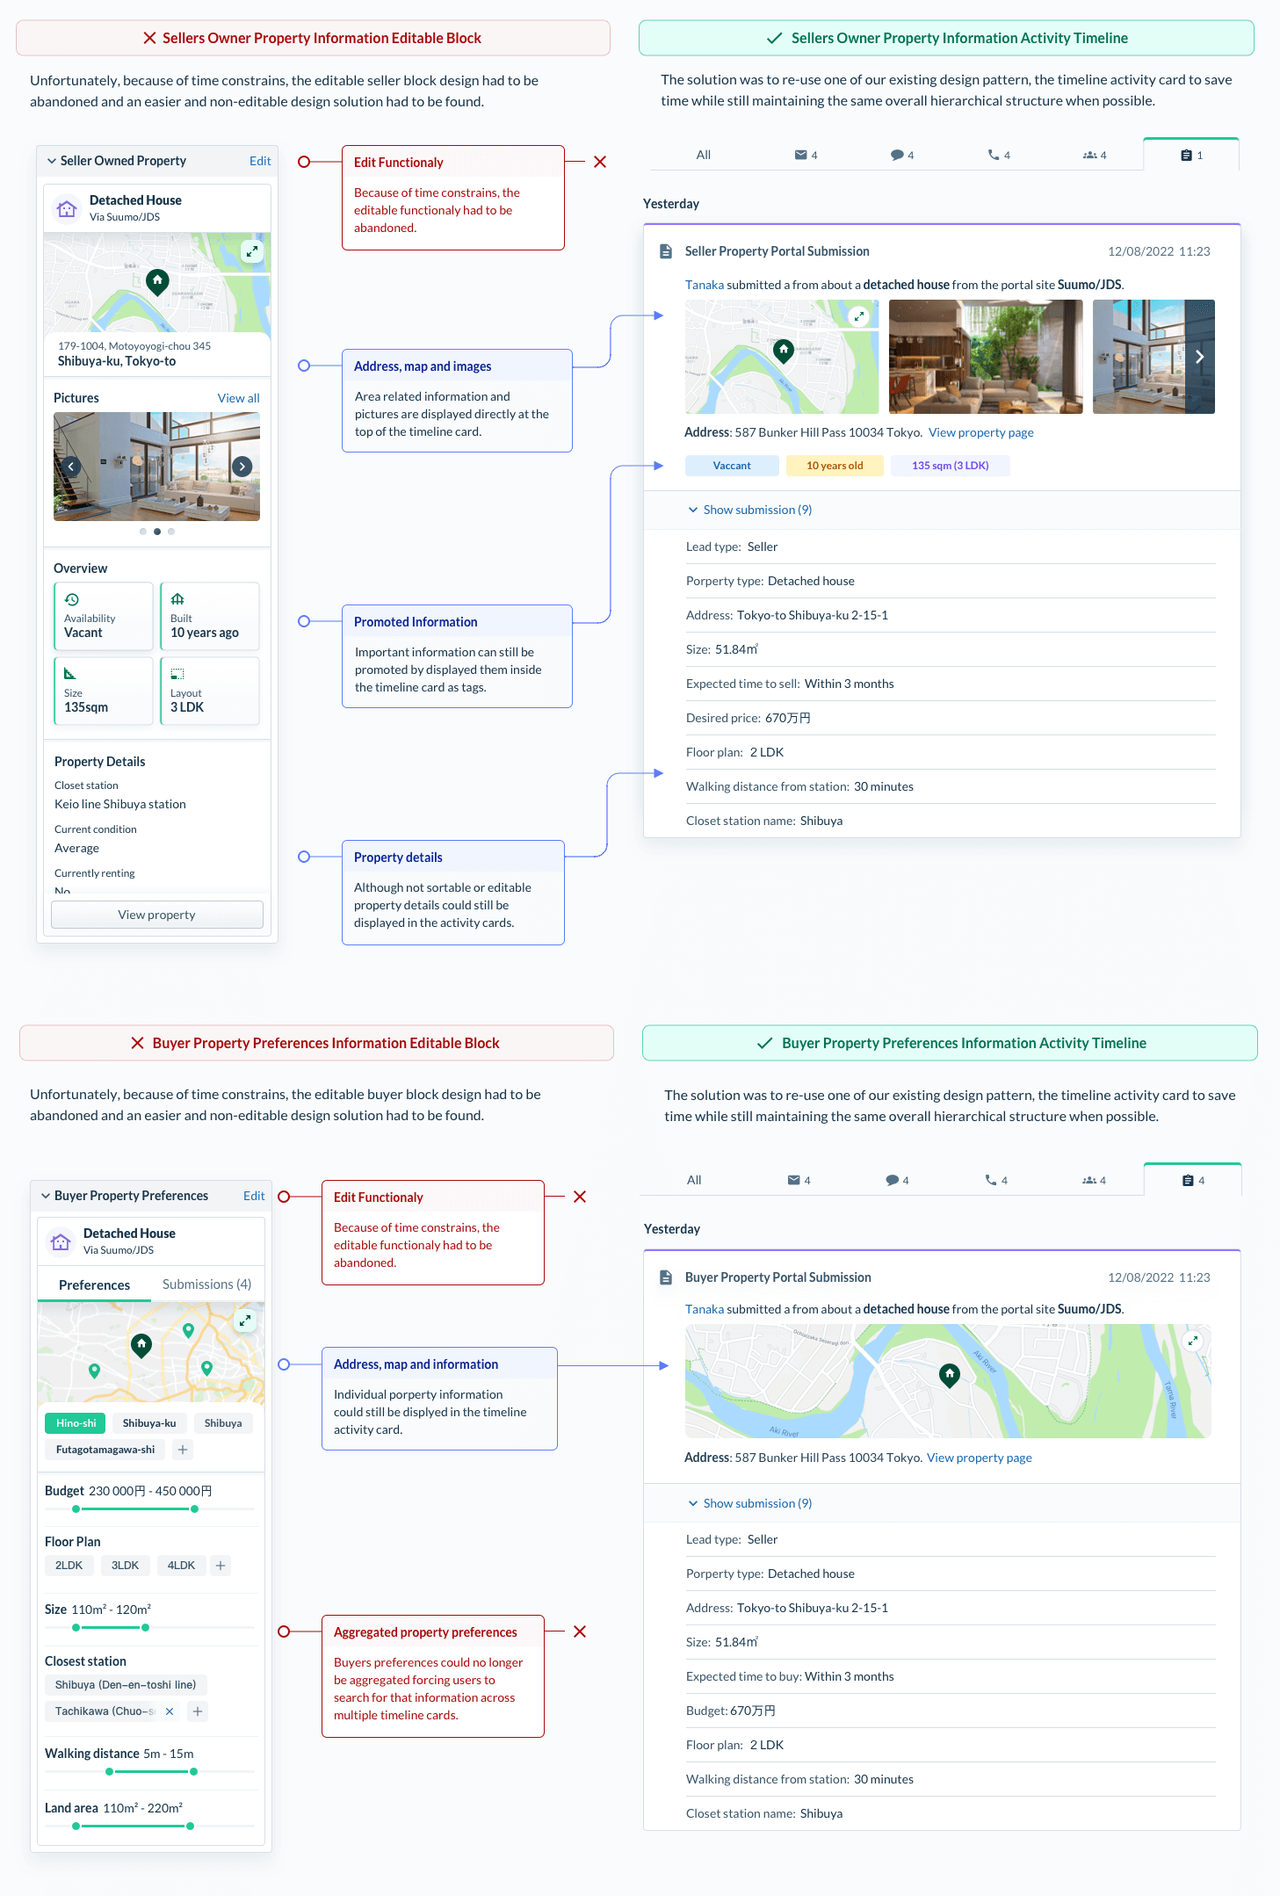 Sellers Owner Property Information Editable Block
Unfortunately, because of time constrains, the editable seller block design had to be
abandoned and an easier and non-editable design solution had to be found.
Seller Owned Property
Edit
Detached House
Via Suumo/JDS
179-1004, Motoyoyogi-chou 345
Shibuya-ku, Tokyo-to
Pictures
View all
Overview
Availability
Vacant
Built
10 years ago
Size
135sqm
Layout
3 LDK
Property Details
Closet station
Keio line Shibuya station
Current condition
Average
Currently renting
No
View property
Edit Functionaly
Because of time constrains, the
editable functionaly had to be
abandoned.
Address, map and images
Area related information and
pictures are displayed directly at the
top of the timeline card.
Promoted Information
Important information can still be
promoted by displayed them inside
the timeline card as tags.
Property details
Although not sortable or editable
property details could still be
displayed in the activity cards.
Sellers Owner Property Information Activity Timeline
The solution was to re-use one of our existing design pattern, the timeline activity card to save
time while still maintaining the same overall hierarchical structure when possible.
All
4
4
4
4
1
Yesterday
Seller Property Portal Submission
12/08/2022 11:23
Tanaka submitted a from about a detached house from the portal site Suumo/JDS.
Address: 587 Bunker Hill Pass 10034 Tokyo. View property page
Vaccant
10 years old
135 sqm (3 LDK)
Show submission (9)
Lead type: Seller
Porperty type: Detached house
Address: Tokyo-to Shibuya-ku 2-15-1
Size: 51.84㎡
Expected time to sell: Within 3 months
Desired price: 670万円
Floor plan: 2 LDK
Walking distance from station: 30 minutes
Closet station name: Shibuya
Buyer Property Preferences Information Editable Block
Unfortunately, because of time constrains, the editable buyer block design had to be
abandoned and an easier and non-editable design solution had to be found.
Buyer Property Preferences
Edit
Detached House
Via Suumo/JDS
Preferences
Submissions (4)
Hino-shi
Shibuya-ku
Shibuya
Futagotamagawa-shi
Budget 230 000円 - 450 000円
Floor Plan
2LDK
3LDK
4LDK
Size 110m² - 120m²
Closest station
Shibuya (Den-en-toshi line)
Tachikawa (Chuo-s
Walking distance 5m - 15m
Land area 110m² - 220m²
Edit Functionaly
Because of time constrains, the
editable functionaly had to be
abandoned.
Address, map and information
Individual porperty information
could still be displyed in the timeline
activity card.
Aggregated property preferences
Buyers preferences could no longer
be aggregated forcing users to
search for that information across
multiple timeline cards.
Buyer Property Preferences Information Activity Timeline
The solution was to re-use one of our existing design pattern, the timeline activity card to save
time while still maintaining the same overall hierarchical structure when possible.
All
4
4
4
4
4
Yesterday
Buyer Property Portal Submission
12/08/2022 11:23
Tanaka submitted a from about a detached house from the portal site Suumo/JDS.
Aki River
Aki River
Tama River
Address: 587 Bunker Hill Pass 10034 Tokyo. View property page
Show submission (9)
Lead type: Seller
Porperty type: Detached house
Address: Tokyo-to Shibuya-ku 2-15-1
Size: 51.84㎡
Expected time to buy: Within 3 months
Budget: 670万円
Floor plan: 2 LDK
Walking distance from station: 30 minutes
Closet station name: Shibuya